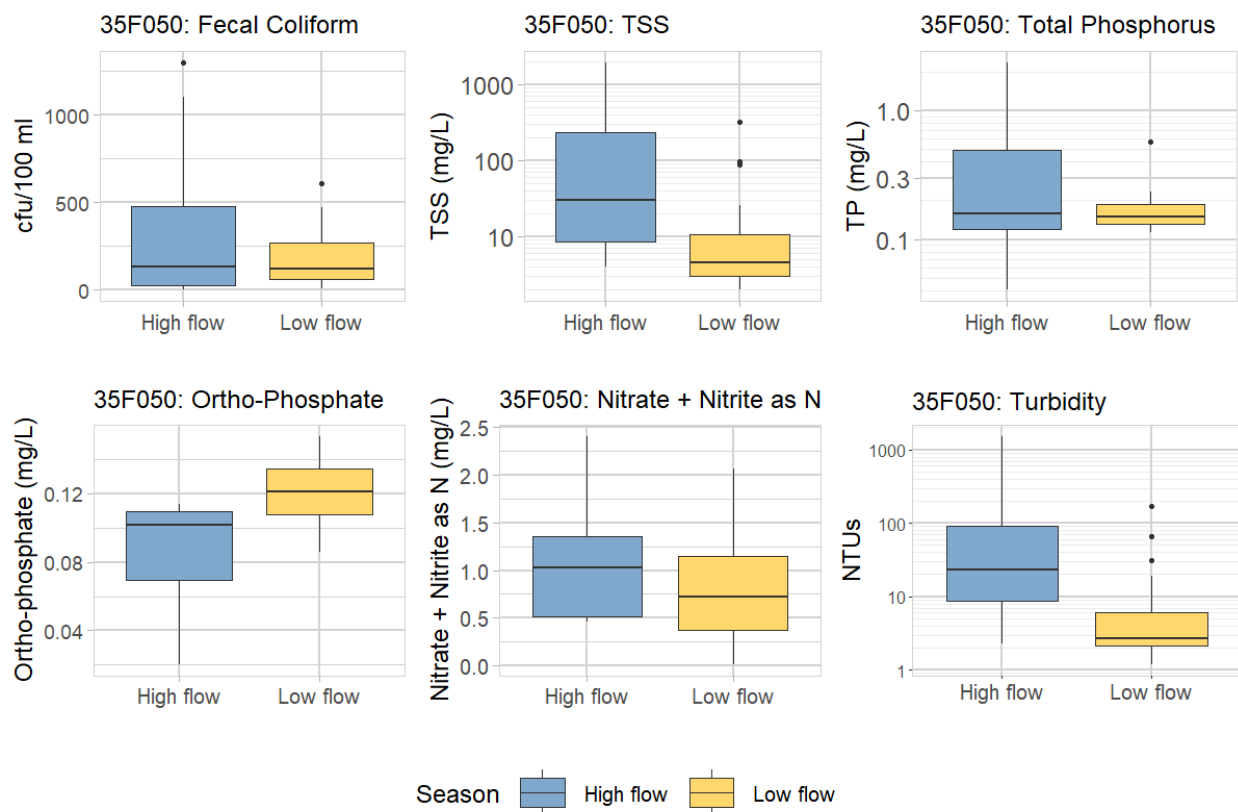 35F050: Fecal Coliform
cfu/100 ml
1000
500
0
High flow Low flow
35F050: TSS
TSS (mg/L)
1000
100
10
High flow Low flow
35F050: Total Phosphorus
TP (mg/L)
1.0
0.3
0.1
High flow Low flow
35F050: Ortho-Phosphate
Ortho-phosphate (mg/L)
0.12
0.08
0.04
High flow Low flow
35F050: Nitrate + Nitrite as N
Nitrate + Nitrite as N (mg/L)
2.5
2.0
1.5
1.0
0.5
0.0
High flow Low flow
35F050: Turbidity
NTUs
1000
100
10
1
High flow Low flow
Season High flow Low flow